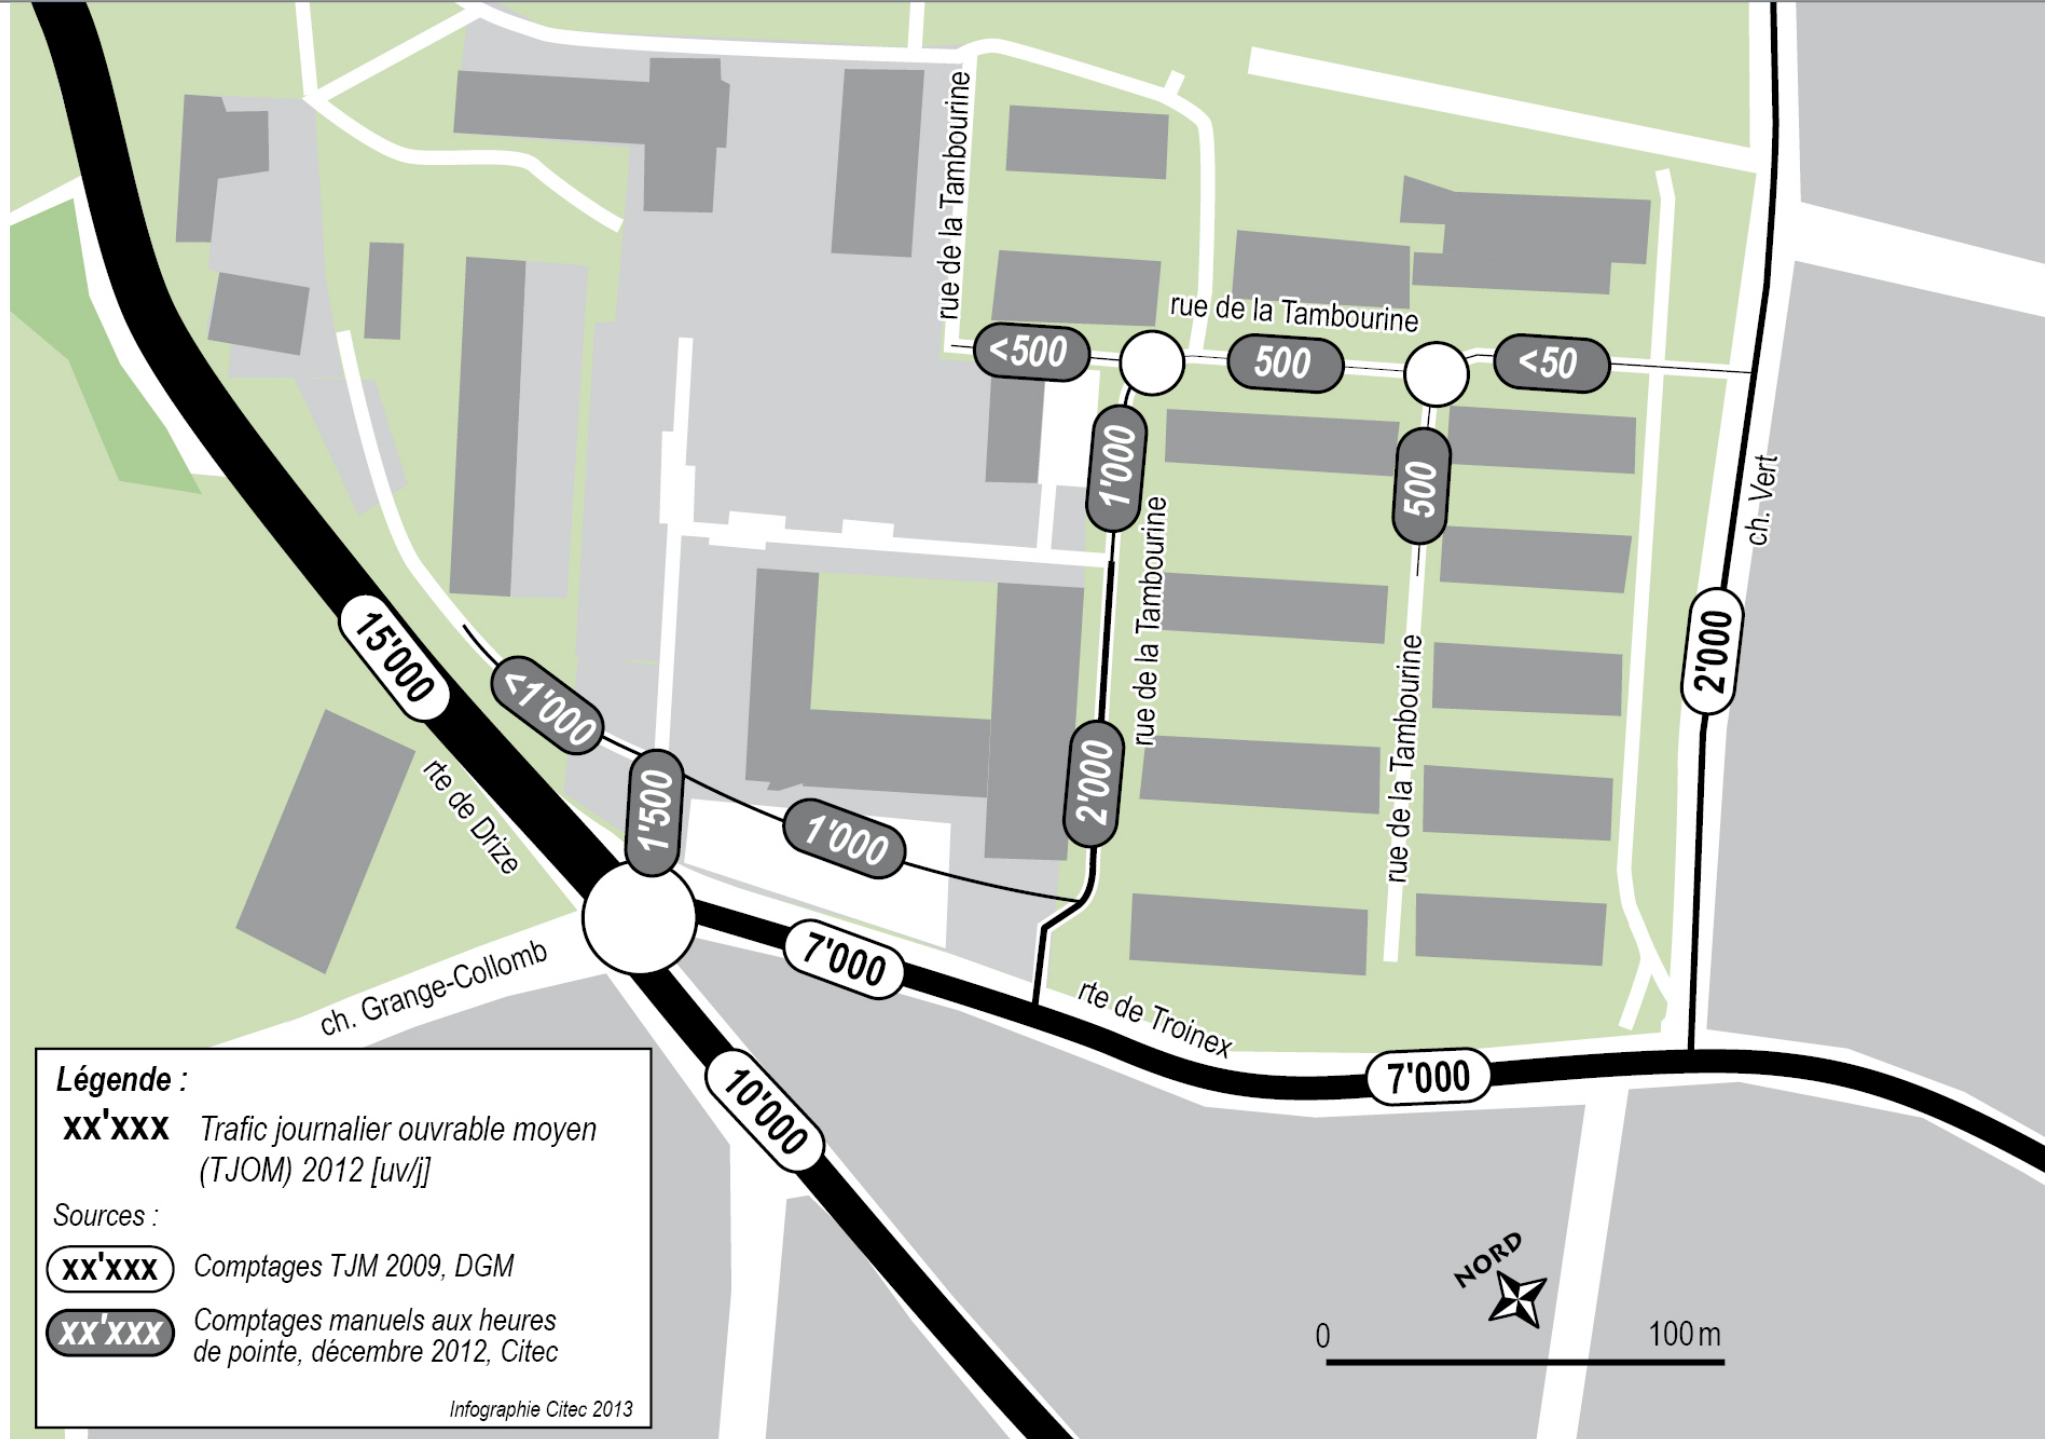 rue de la Tambourine
rue de la Tambourine
<500
500
<50
1'000
500
ch. Vert
rue de la Tambourine
15'000
2'000
<1'000
rue de la Tambourine
1'500
2'000
rte de Drize
1'000
7'000
ch. Grange-Collomb
rte de Troinex
7'000
10'000
Légende :
xx'xxx Trafic journalier ouvrable moyen
(TJOM) 2012 [uv/j]
Sources :
xx'xxx Comptages TJM 2009, DGM
xx'xxx Comptages manuels aux heures
de pointe, décembre 2012, Citec
Infographie Citec 2013
NORD
0 100 m